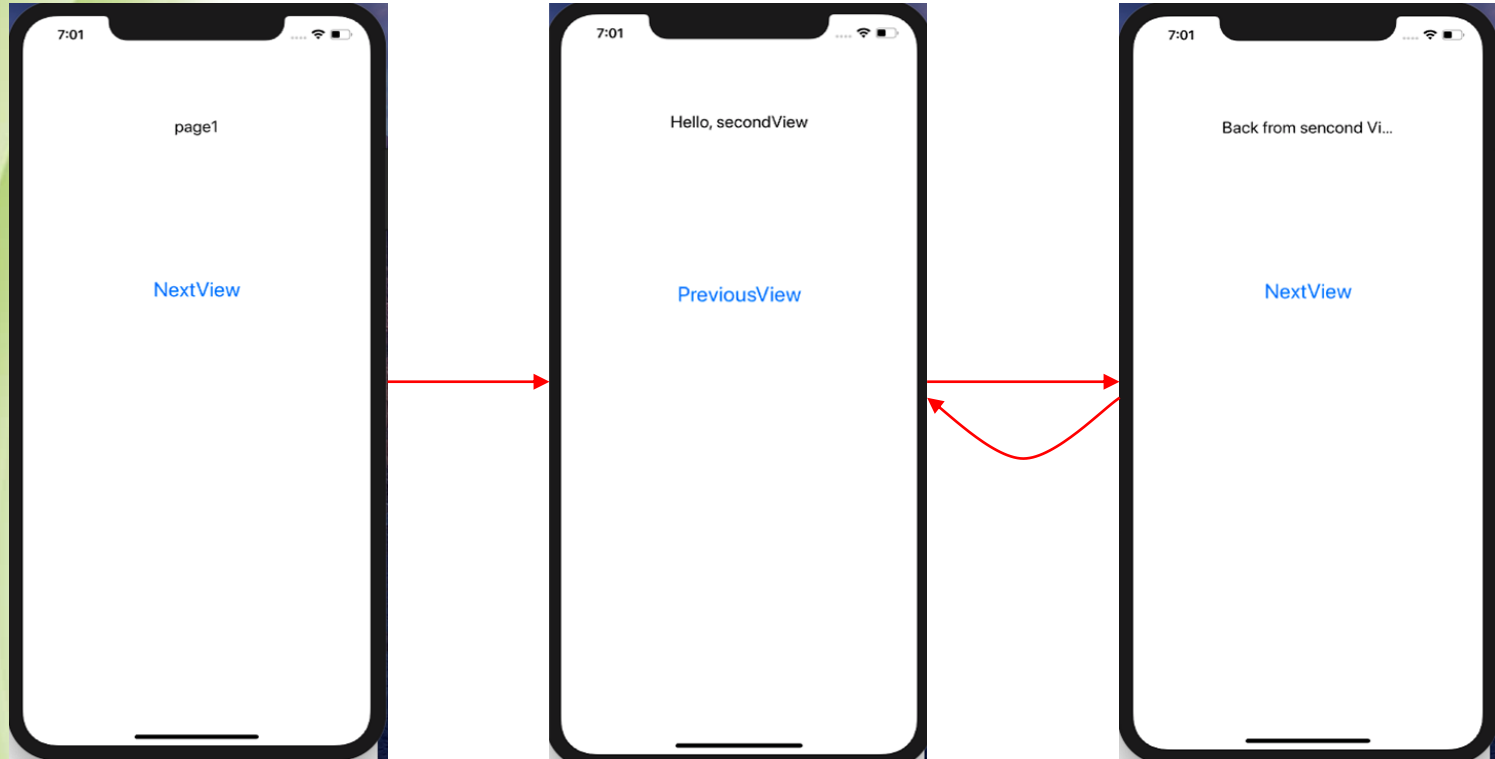 7:01
page1
NextView
7:01
Hello, secondView
PreviousView
7:01
Back from sencond Vi...
NextView